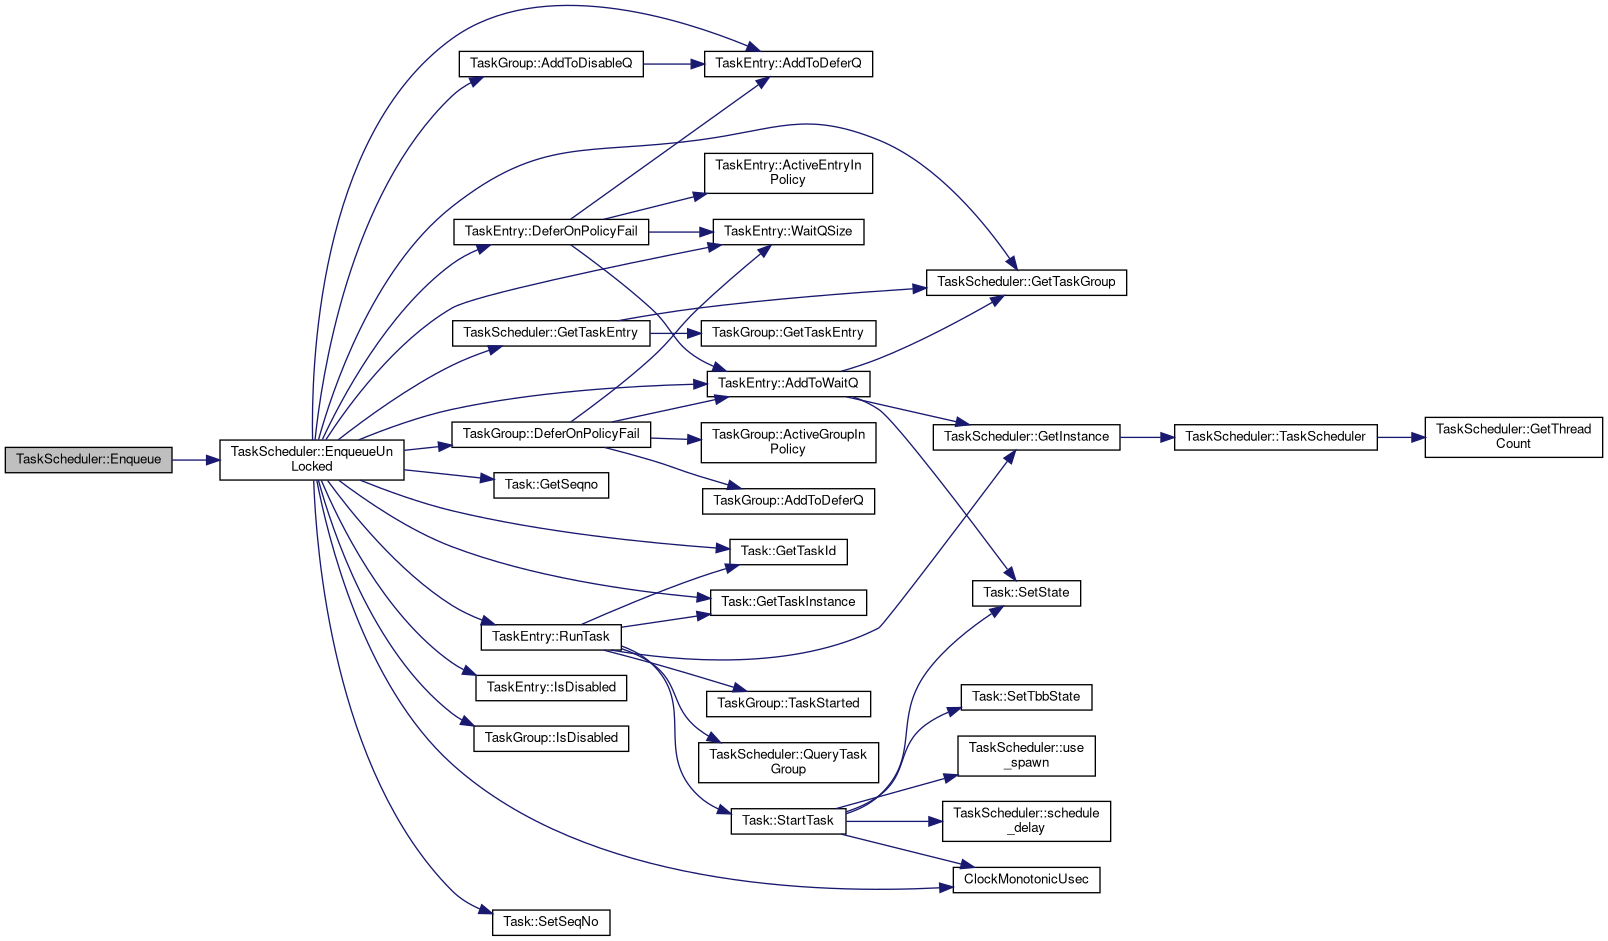 TaskScheduler::Enqueue
TaskScheduler::EnqueueUn
Locked
TaskGroup::AddToDisableQ
TaskEntry::DeferOnPolicyFail
TaskScheduler::GetTaskEntry
TaskGroup::DeferOnPolicyFail
Task::GetSeqno
TaskEntry::RunTask
TaskEntry::IsDisabled
TaskGroup::IsDisabled
Task::SetSeqNo
TaskEntry::AddToDeferQ
TaskEntry::ActiveEntryIn
Policy
TaskEntry::WaitQSize
TaskGroup::GetTaskEntry
TaskEntry::AddToWaitQ
TaskGroup::ActiveGroupIn
Policy
TaskGroup::AddToDeferQ
Task::GetTaskId
Task::GetTaskInstance
TaskGroup::TaskStarted
TaskScheduler::QueryTask
Group
Task::StartTask
TaskScheduler::GetTaskGroup
TaskScheduler::GetInstance
Task::SetState
Task::SetTbbState
TaskScheduler::use
_spawn
TaskScheduler::schedule
_delay
ClockMonotonicUsec
TaskScheduler::TaskScheduler
TaskScheduler::GetThread
Count